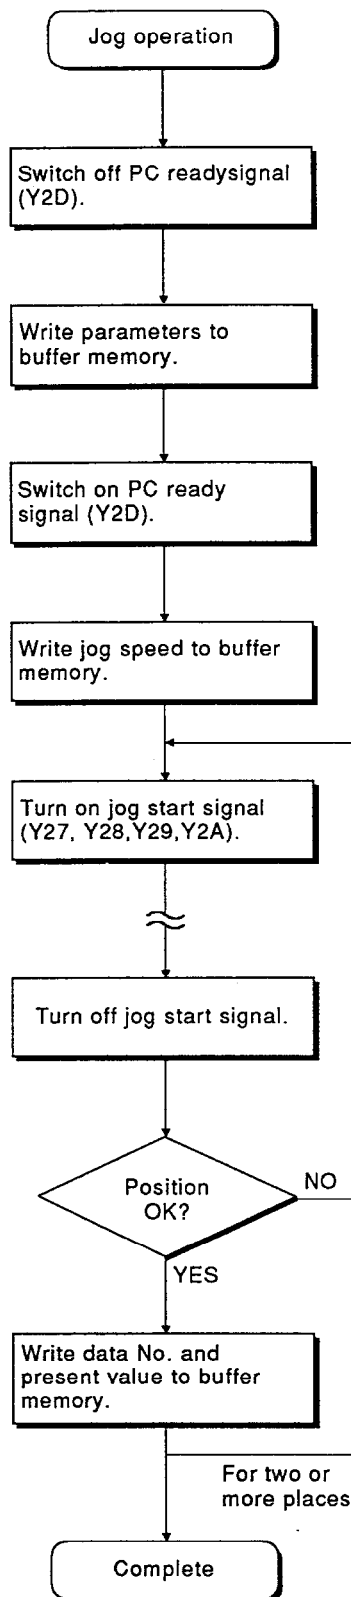 Jog operation
Switch off PC readysignal
(Y2D).
Write parameters to
buffer memory.
Switch on PC ready
signal (Y2D).
Write jog speed to buffer
memory.
Turn on jog start signal
(Y27, Y28,Y29,Y2A).
Turn off jog start signal.
Position
OK?
NO
YES
Write data No. and
present value to buffer
memory.
For two or
more places
Complete